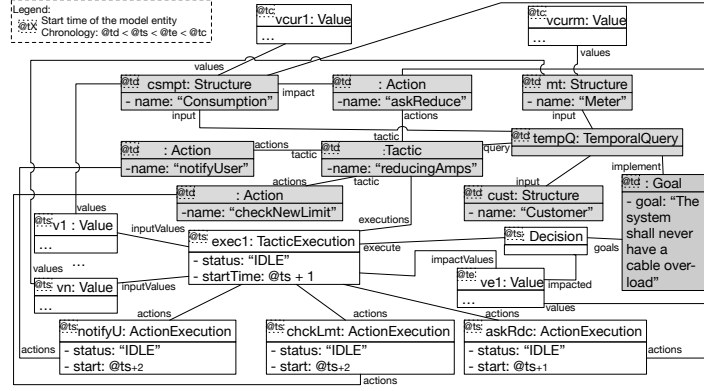 Legend:
@tX Start time of the model entity
Chronology: @td < @ts < @te < @tc
@tc
vcur1: Value
...
@tc
vcurm: Value
...
values
values
@td
csmpt: Structure
- name: "Consumption"
impact
@td
: Action
-name: "askReduce"
@td
mt: Structure
- name: "Meter"
input
actions
input
@td
: Action
-name: "notifyUser"
actions
tactic
tactic
@td
:Tactic
-name: "reducingAmps"
query
@td
tempQ: TemporalQuery
actions
tactic
input
implement
@td
: Action
-name: "checkNewLimit"
@td
cust: Structure
- name: "Customer"
@td
: Goal
- goal: "The
system
shall never
have a
cable over-
load"
values
@ts
v1 : Value
...
inputValues
executions
@ts
exec1: TacticExecution
- status: "IDLE"
- startTime: @ts + 1
execute
@ts
: Decision
goals
...
values
impactValues
@te
ve1: Value
...
impacted
vn: Value
...
inputValues
values
actions
actions
actions
@ts
notifyU: ActionExecution
- status: "IDLE"
- start: @ts+2
@ts
chckLmt: ActionExecution
- status: "IDLE"
- start: @ts+2
@ts
askRdc: ActionExecution
- status: "IDLE"
- start: @ts+1
actions
actions
actions